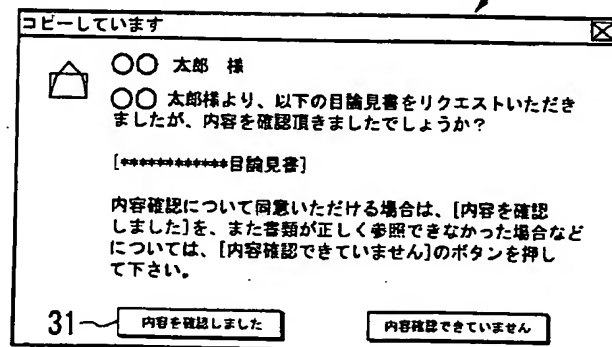 コピーしています
○○ 太郎 様
○○ 太郎様より、以下の目論見書をリクエストいただき
ましたが、内容を確認頂きましたでしょうか?
[************目論見書]
内容確認について同意いただける場合は、[内容を確認
しました]を、また書類が正しく参照できなかった場合など
については、[内容確認できていません]のボタンを押し
て下さい。
31 内容を確認しました 内容確認できていません